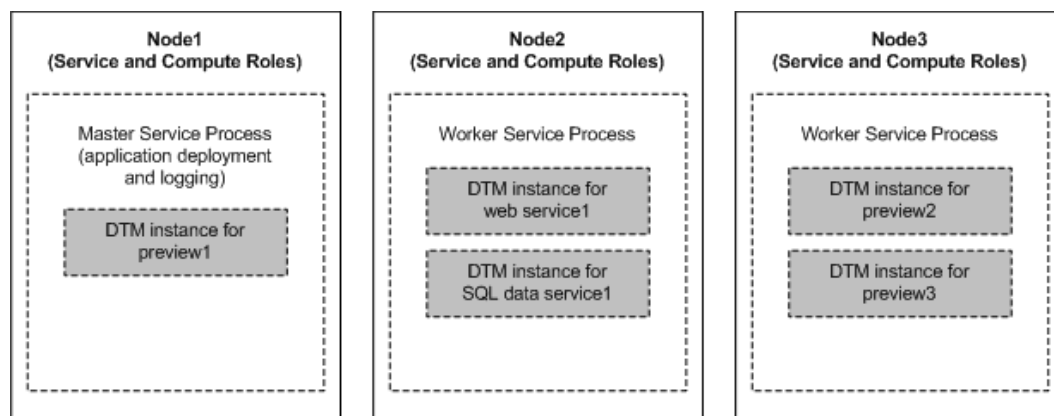 Node1
(Service and Compute Roles)
Master Service Process
(application deployment
and logging)
DTM instance for
preview1
Node2
(Service and Compute Roles)
Worker Service Process
DTM instance for
web service1
DTM instance for
SQL data service1
Node3
(Service and Compute Roles)
Worker Service Process
DTM instance for
preview2
DTM instance for
preview3